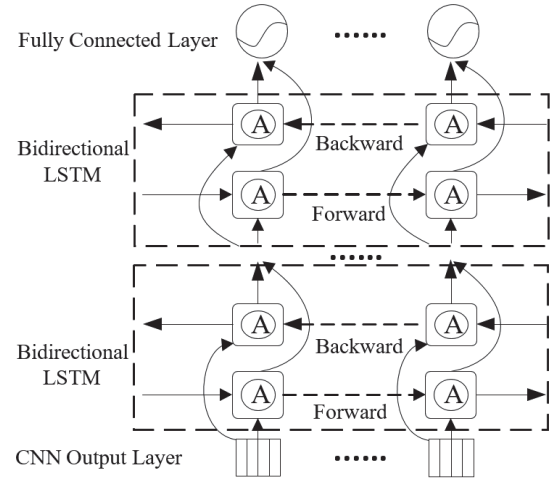 Fully Connected Layer
......
A
A
Backward
Bidirectional
LSTM
A
A
Forward
......
A
A
Backward
Bidirectional
LSTM
A
A
Forward
CNN Output Layer
......